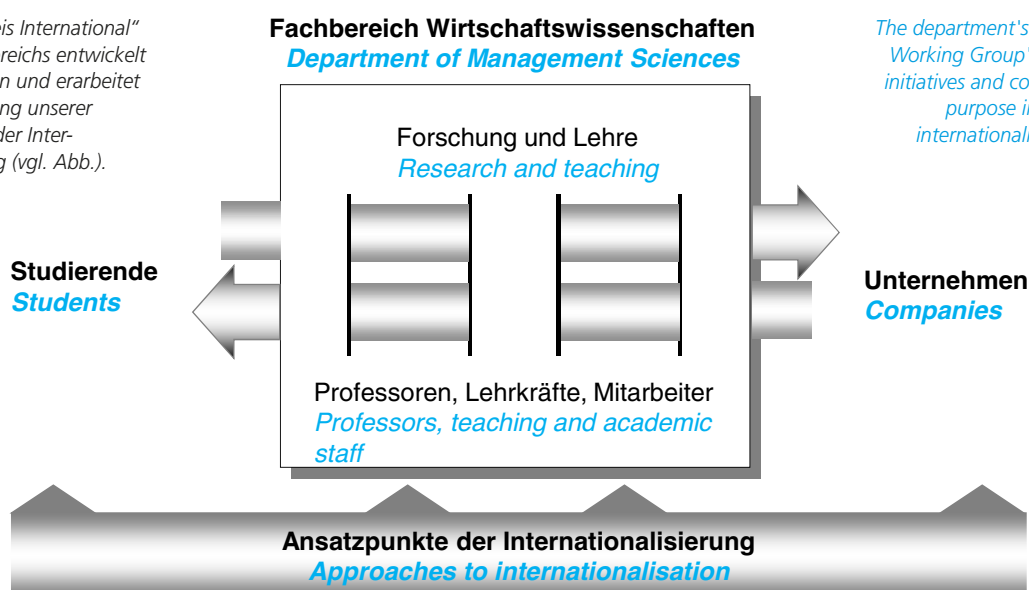 eis International“
ereichs entwickelt
n und erarbeitet
ng unserer
der Inter-
g (vgl. Abb.).
Fachbereich Wirtschaftswissenschaften
Department of Management Sciences
The department's
Working Group'
initiatives and co
purpose i
internationali
Forschung und Lehre
Research and teaching
Studierende
Students
Unternehmen
Companies
Professoren, Lehrkräfte, Mitarbeiter
Professors, teaching and academic
staff
Ansatzpunkte der Internationalisierung
Approaches to internationalisation